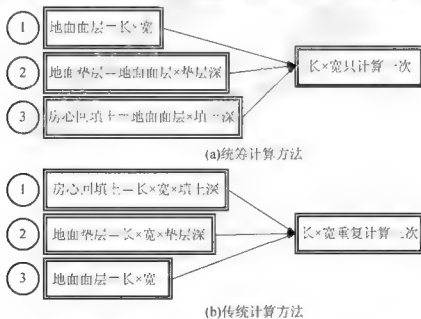 1 地面面层=长×宽
2 地面垫层=地面面层×垫层深
长×宽只计算一次
3 房心回填土=地面面层×填土深
(a)统筹计算方法
1 房心回填土=长×宽×填土深
2 地面垫层=长×宽×垫层深
长×宽重复计算
3 地面面层=长×宽
(b)传统计算方法